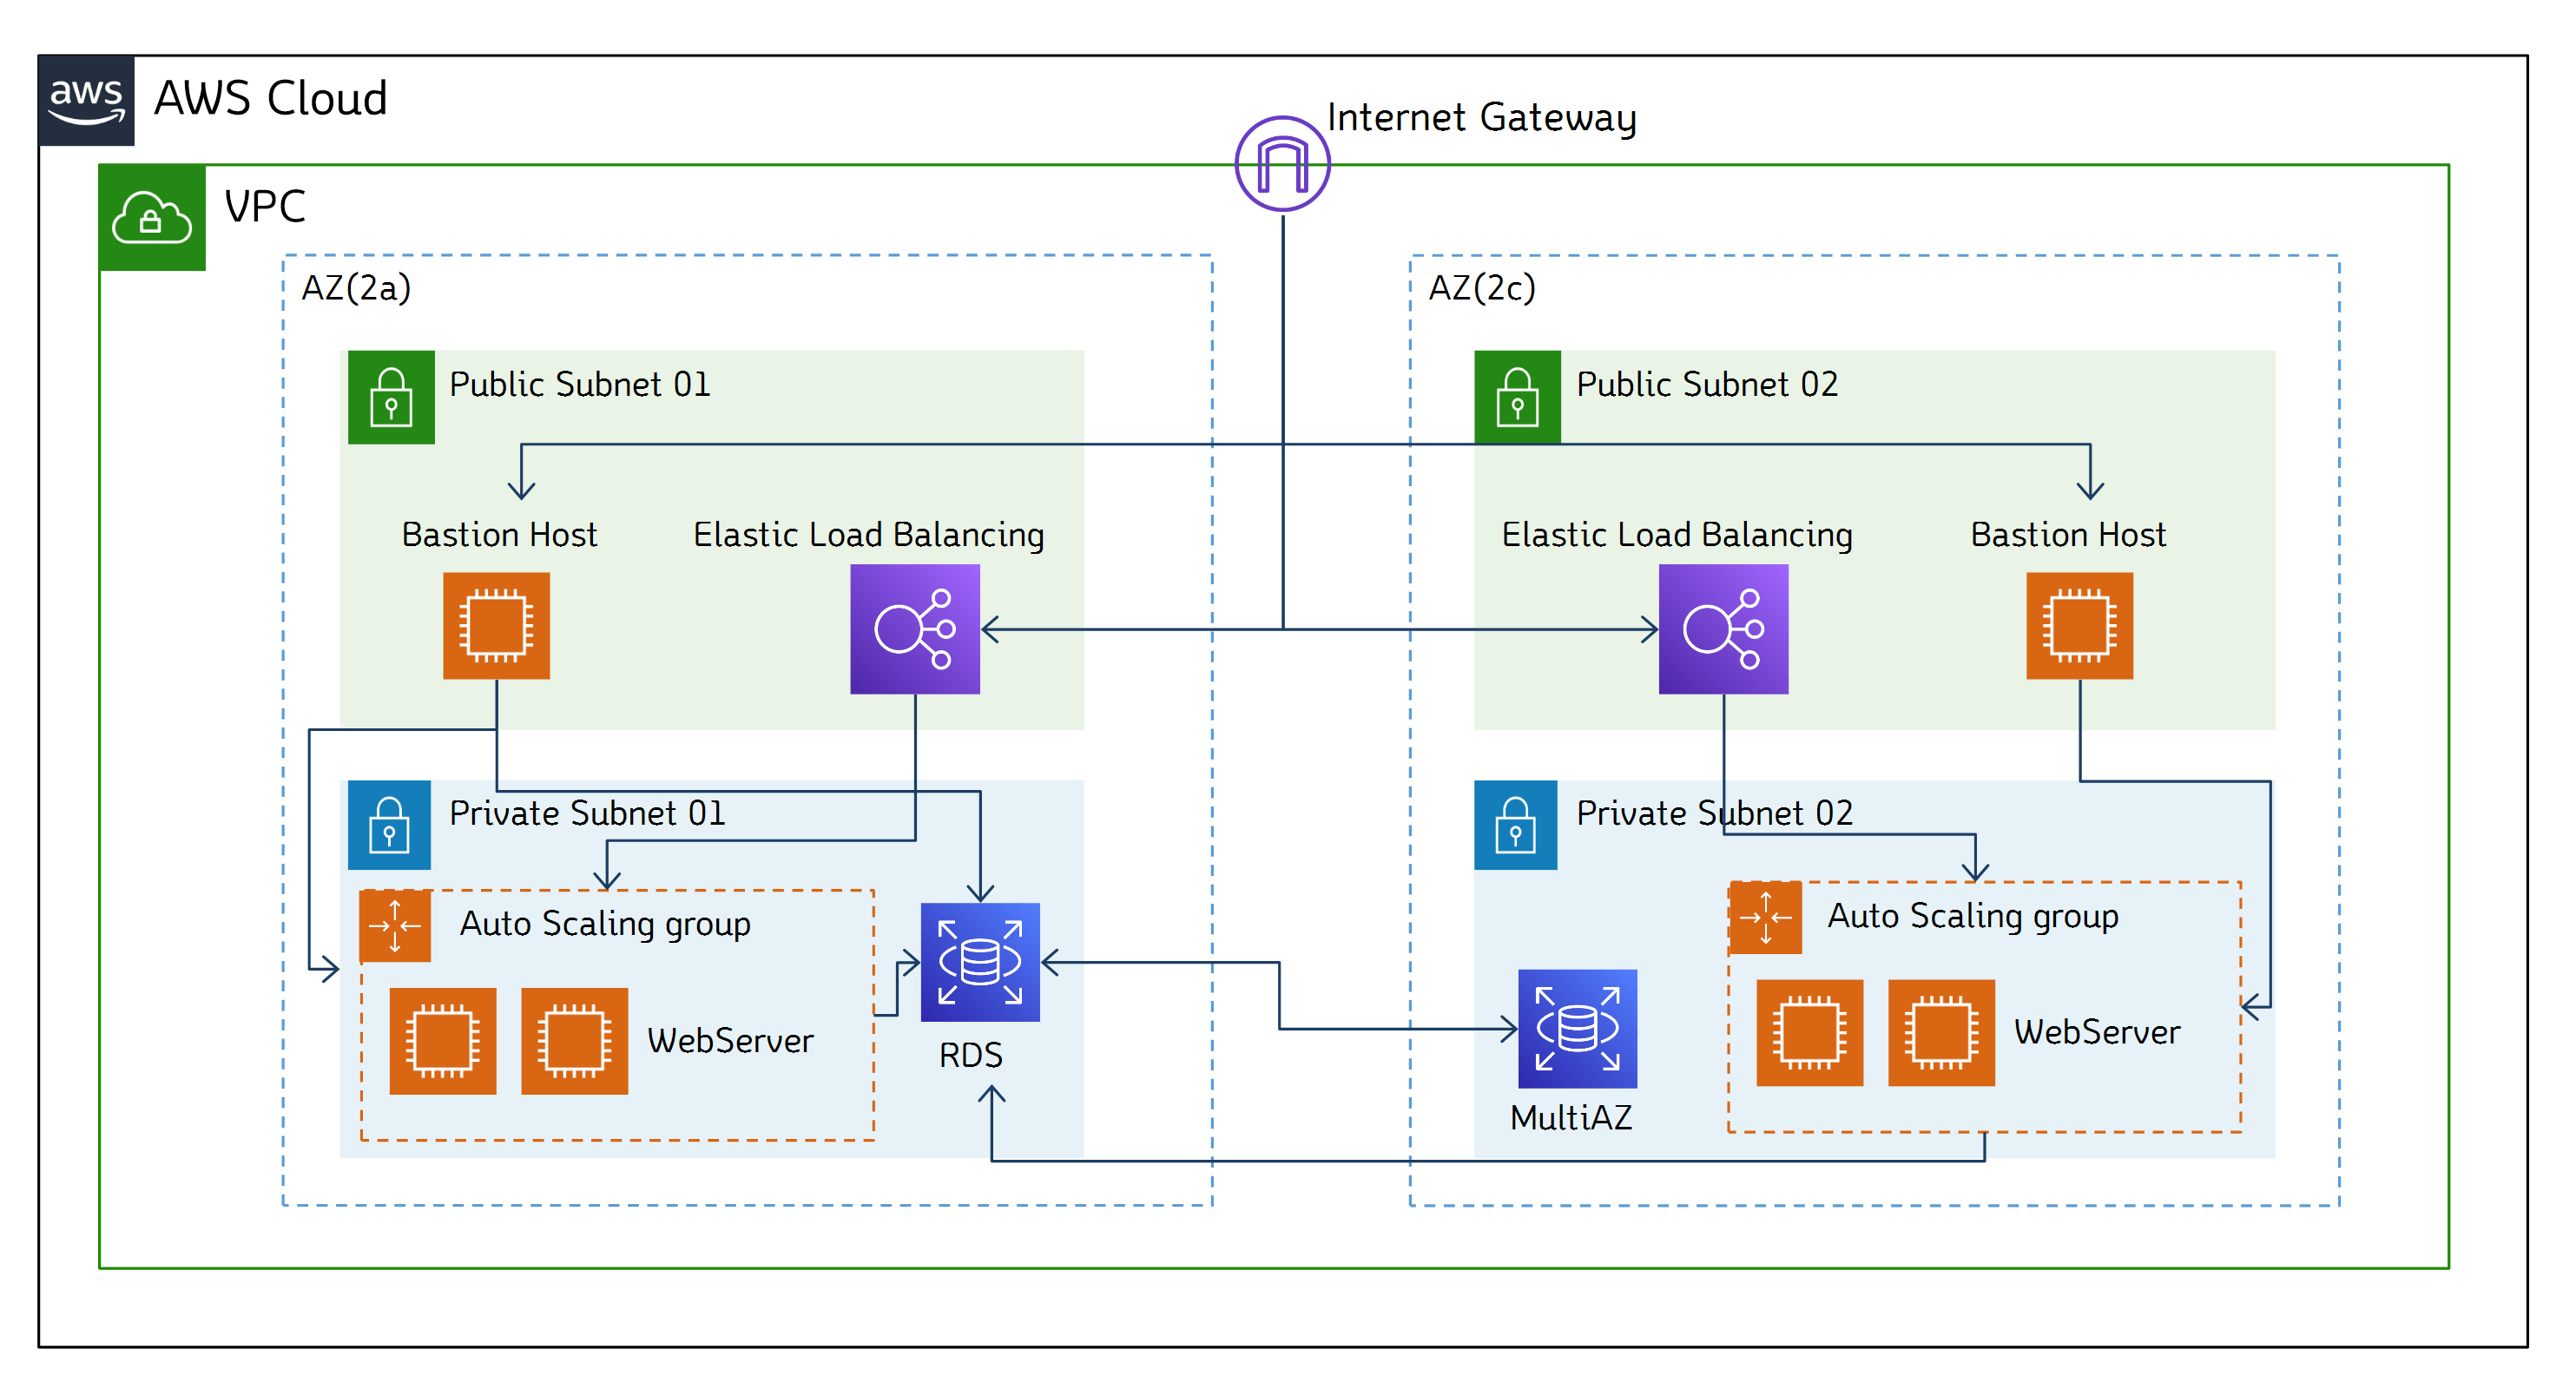 aws
AWS Cloud
Internet Gateway
VPC
AZ(2a)
AZ(2c)
Public Subnet 01
Public Subnet 02
Bastion Host
Elastic Load Balancing
Elastic Load Balancing
Bastion Host
Private Subnet 01
Private Subnet 02
Auto Scaling group
Auto Scaling group
WebServer
RDS
WebServer
MultiAZ